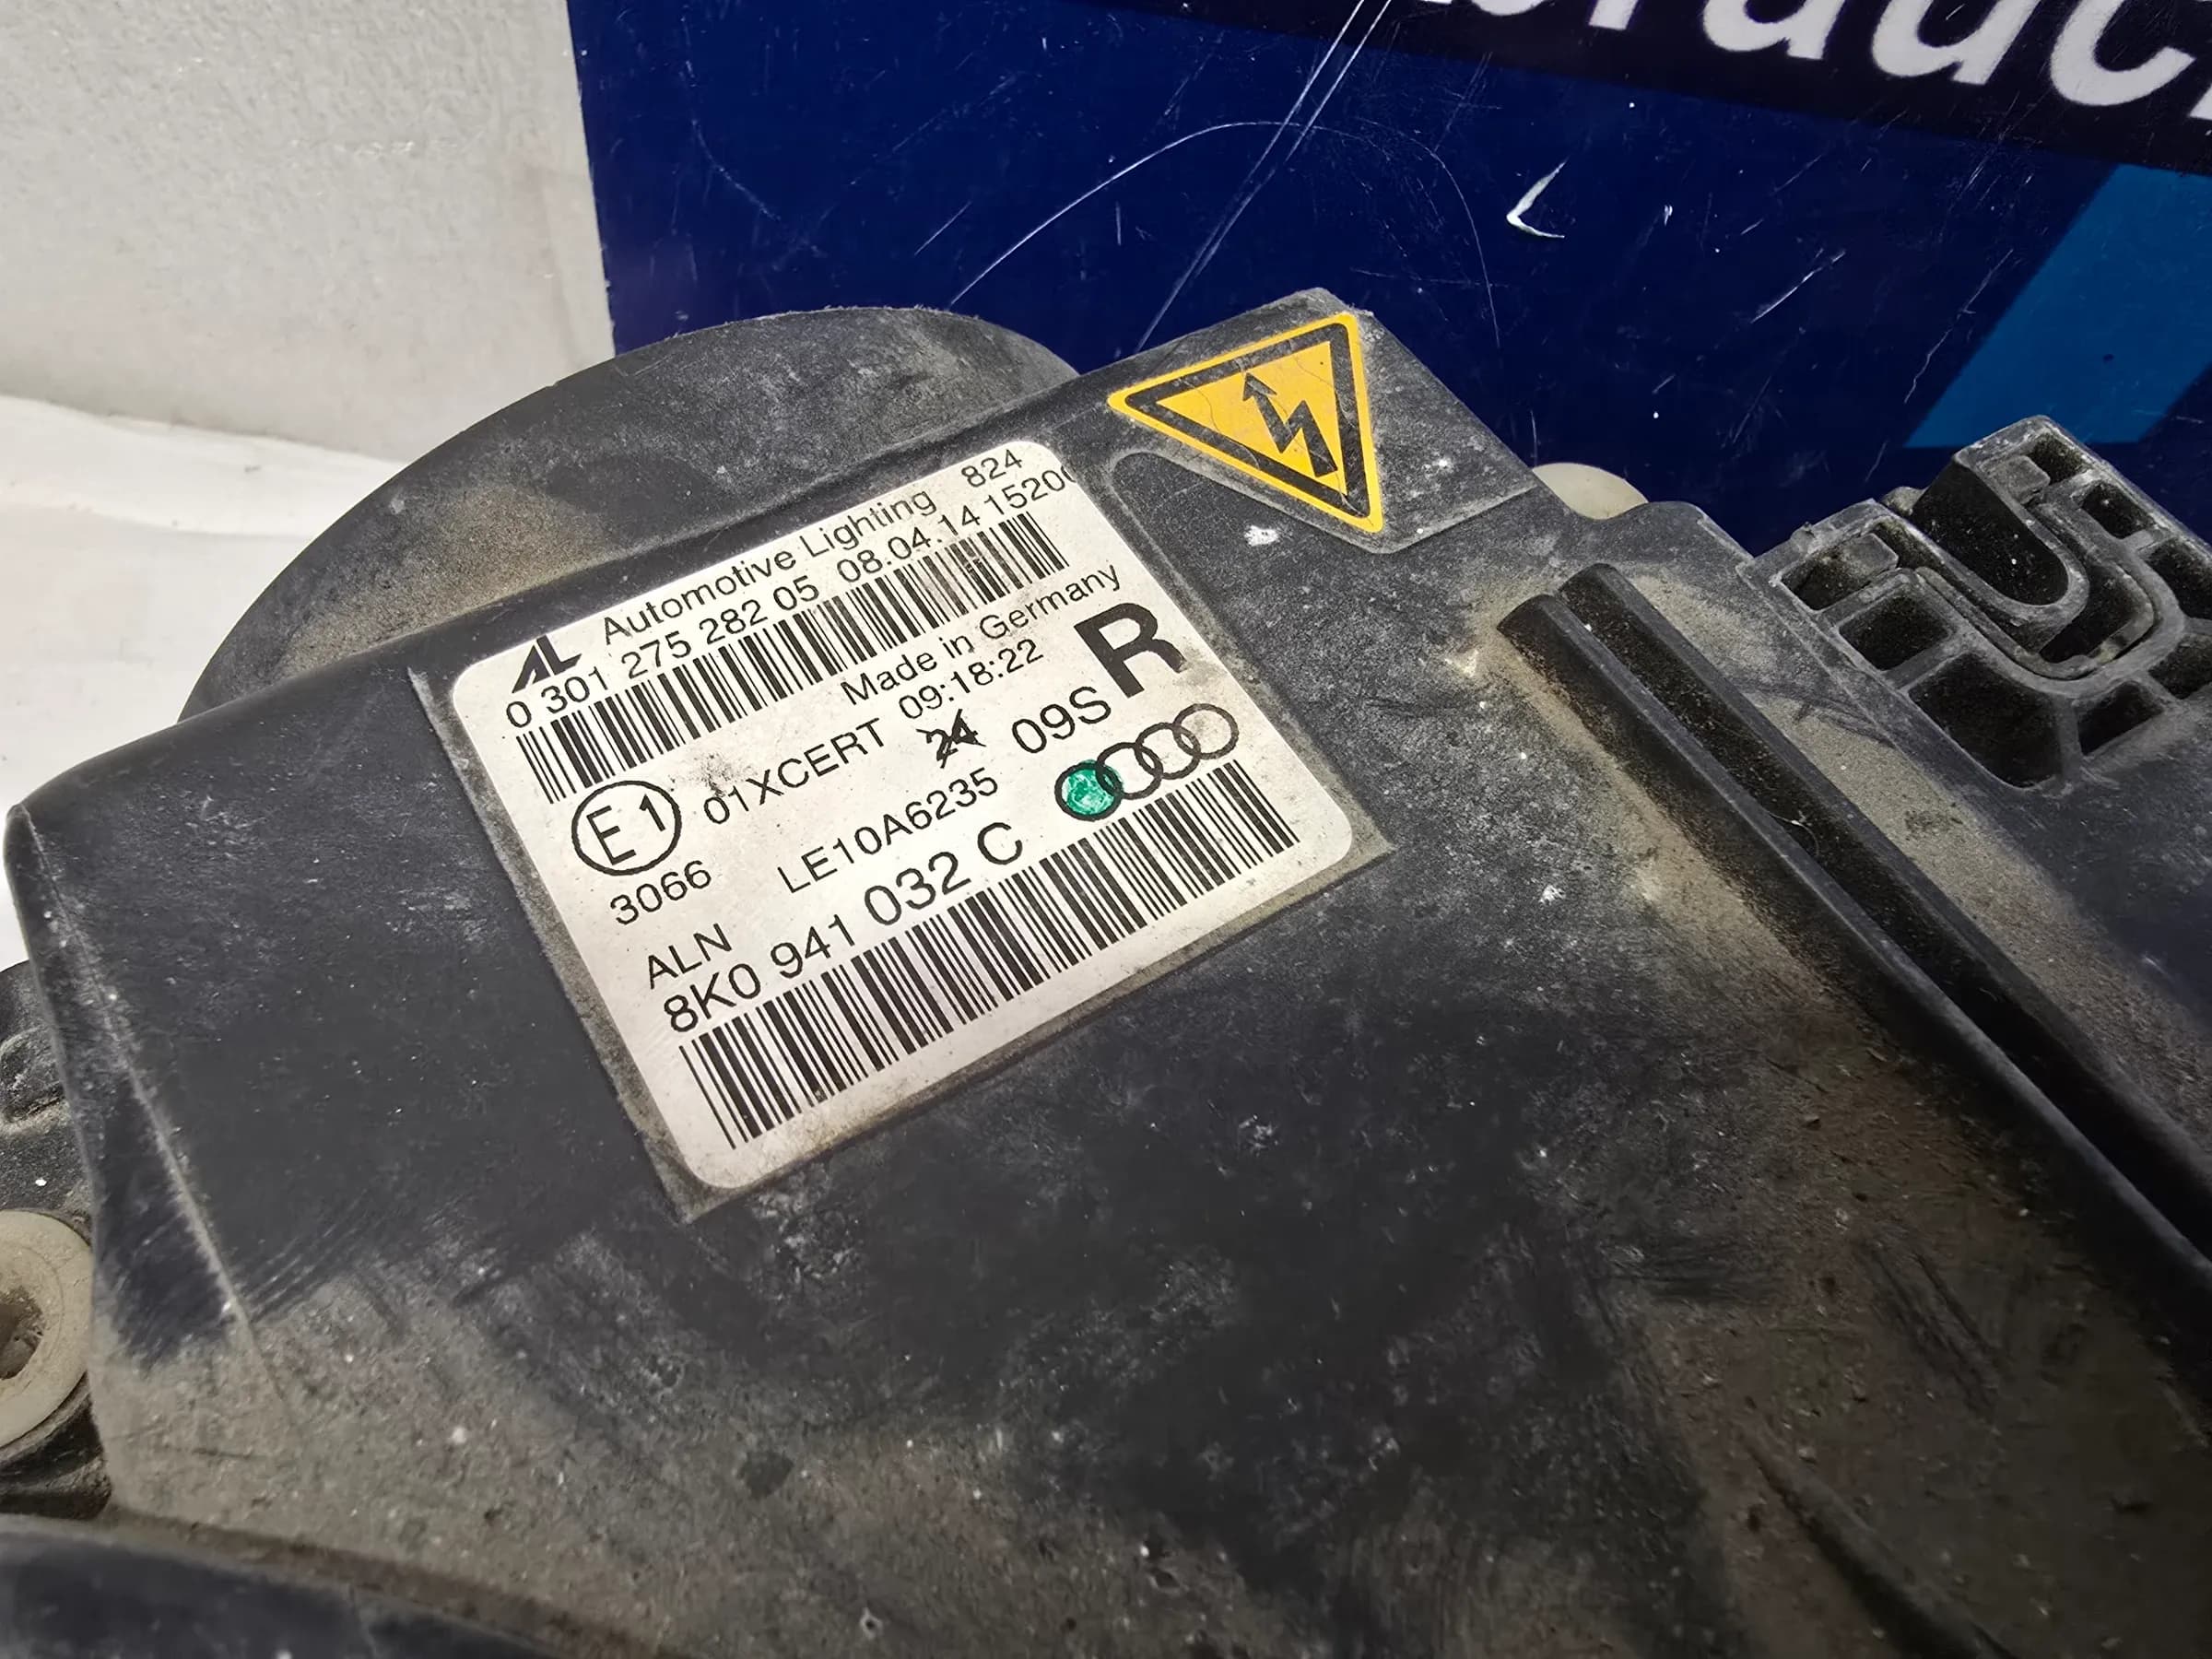 AL Automotive Lighting 824
0 301 275 282 05 08.04.14 1520
Made in Germany
E1 01XCERT 09:18:22 R
24 09S
3066 LE10A6235
ALN
8K0 941 032 C